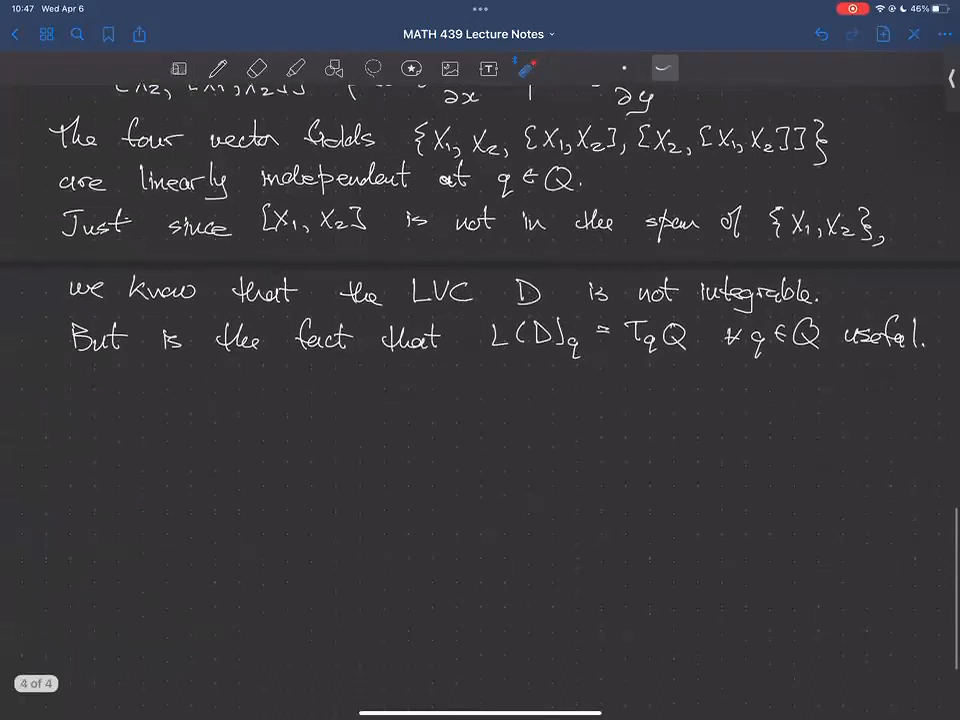 10:47 Wed Apr 6
46%
MATH 439 Lecture Notes
∂x ∂y
The four vector fields {X₁, X₂, [X₁,X₂], [X₂, [X₁,X₂]]}
are linearly independent at q ∈ Q.
Just since [X₁, X₂] is not in the span of {X₁, X₂},
we know that the LVC D is not integrable.
But is the fact that L(D)_q = T_qQ ∀ q ∈ Q useful.
4 of 4